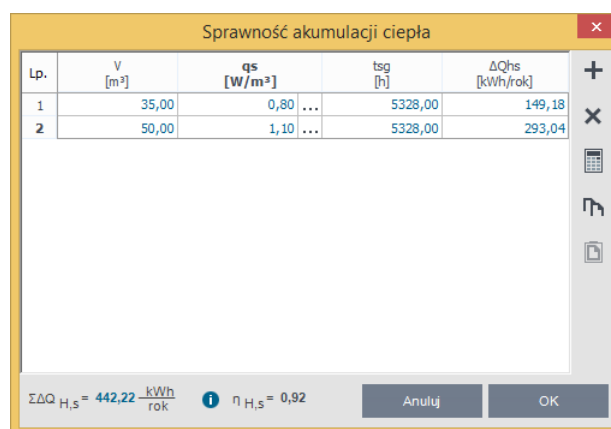 Sprawność akumulacji ciepła
Lp. V [m³] qs [W/m³] tsg [h] ΔQhs [kWh/rok]
1 35,00 0,80 ... 5328,00 149,18
2 50,00 1,10 ... 5328,00 293,04
ΣΔQ H,s = 442,22 kWh/rok η H,s = 0,92 Anuluj OK